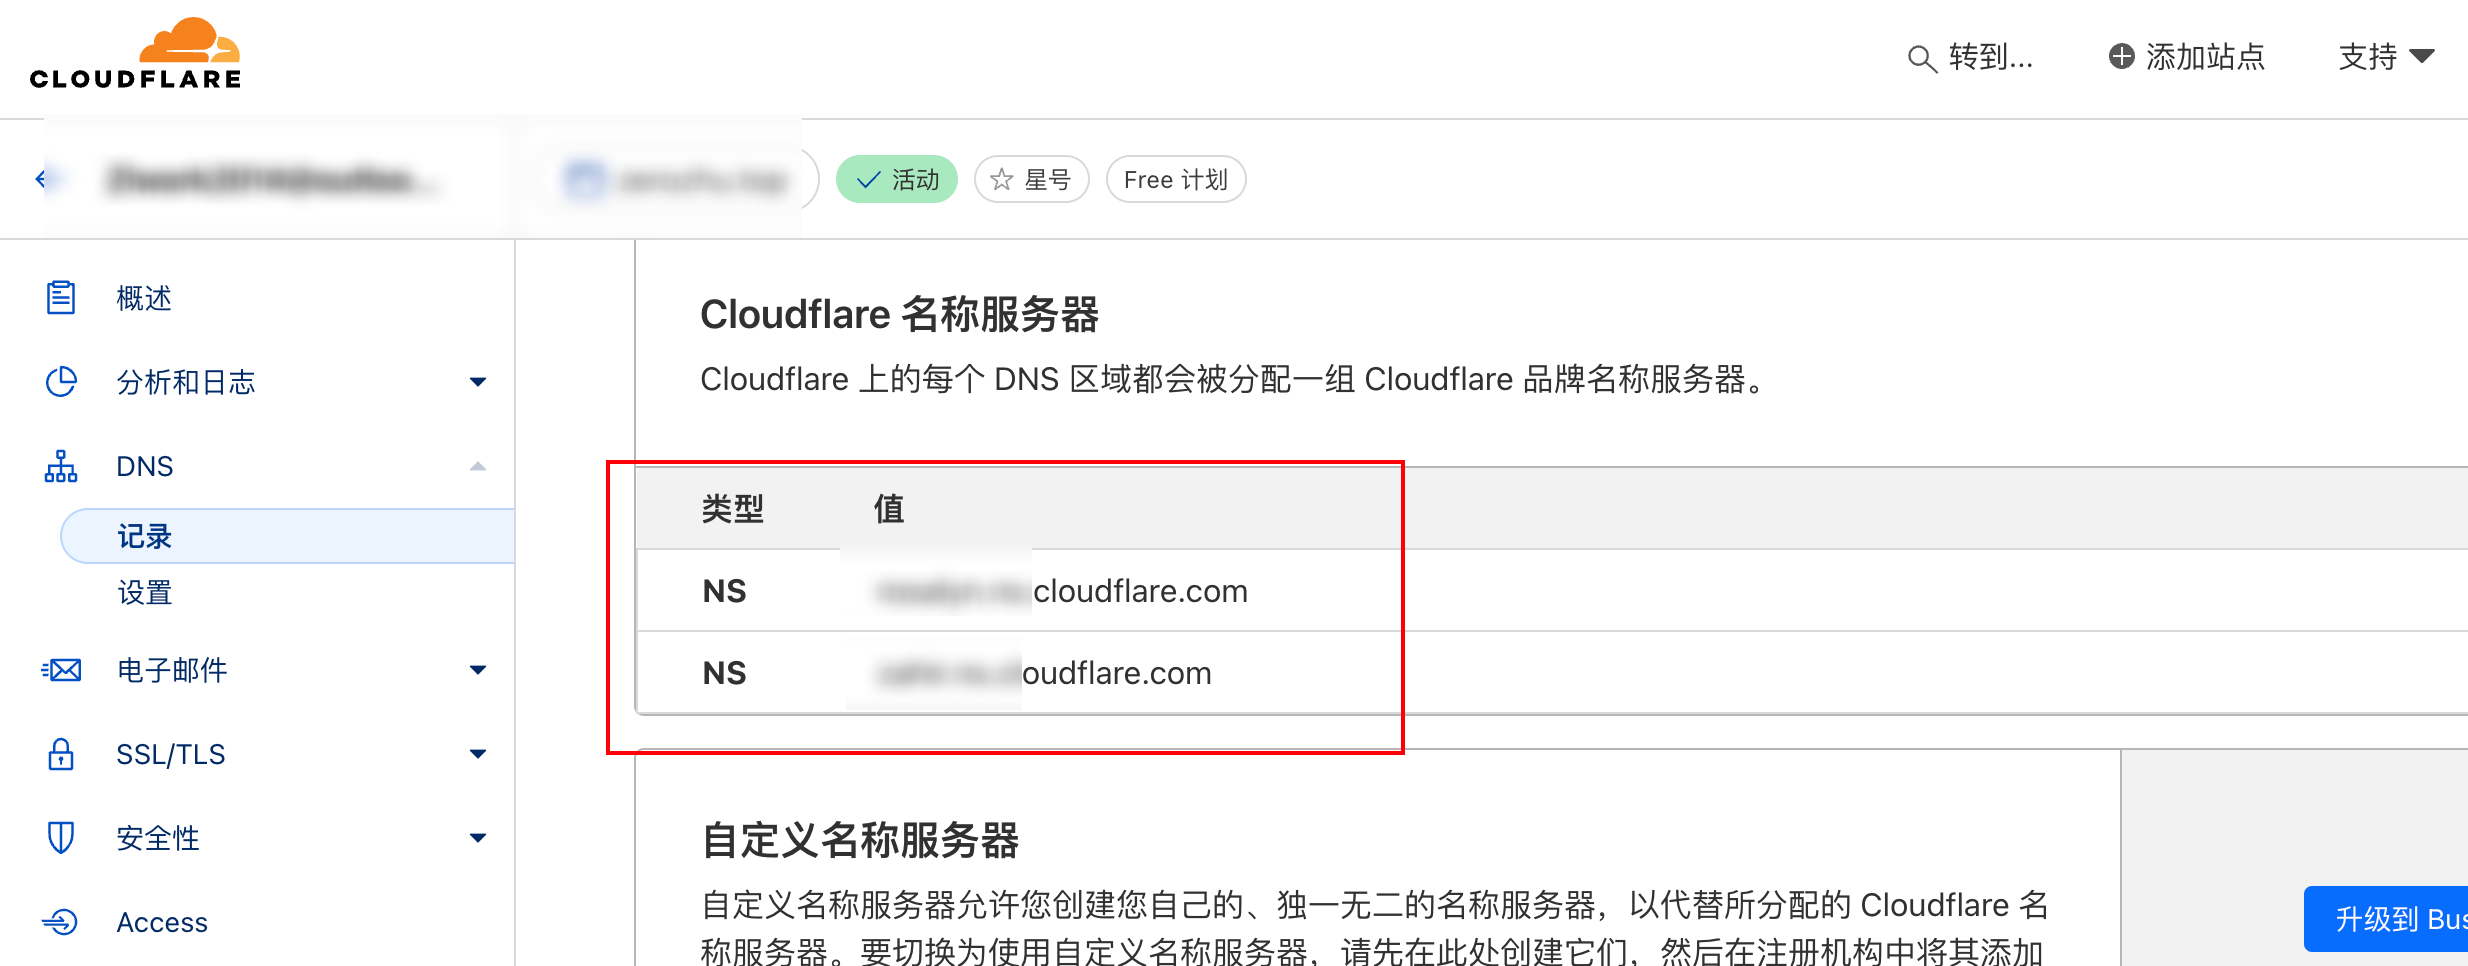 CLOUDFLARE
转到...
添加站点
支持
活动
星号
Free 计划
概述
分析和日志
DNS
记录
设置
电子邮件
SSL/TLS
安全性
Access
Cloudflare 名称服务器
Cloudflare 上的每个 DNS 区域都会被分配一组 Cloudflare 品牌名称服务器。
类型 值
NS cloudflare.com
NS oudflare.com
自定义名称服务器
自定义名称服务器允许您创建您自己的、独一无二的名称服务器，以代替所分配的 Cloudflare 名
称服务器。要切换为使用自定义名称服务器，请先在此处创建它们，然后在注册机构中将其添加
升级到 Bus